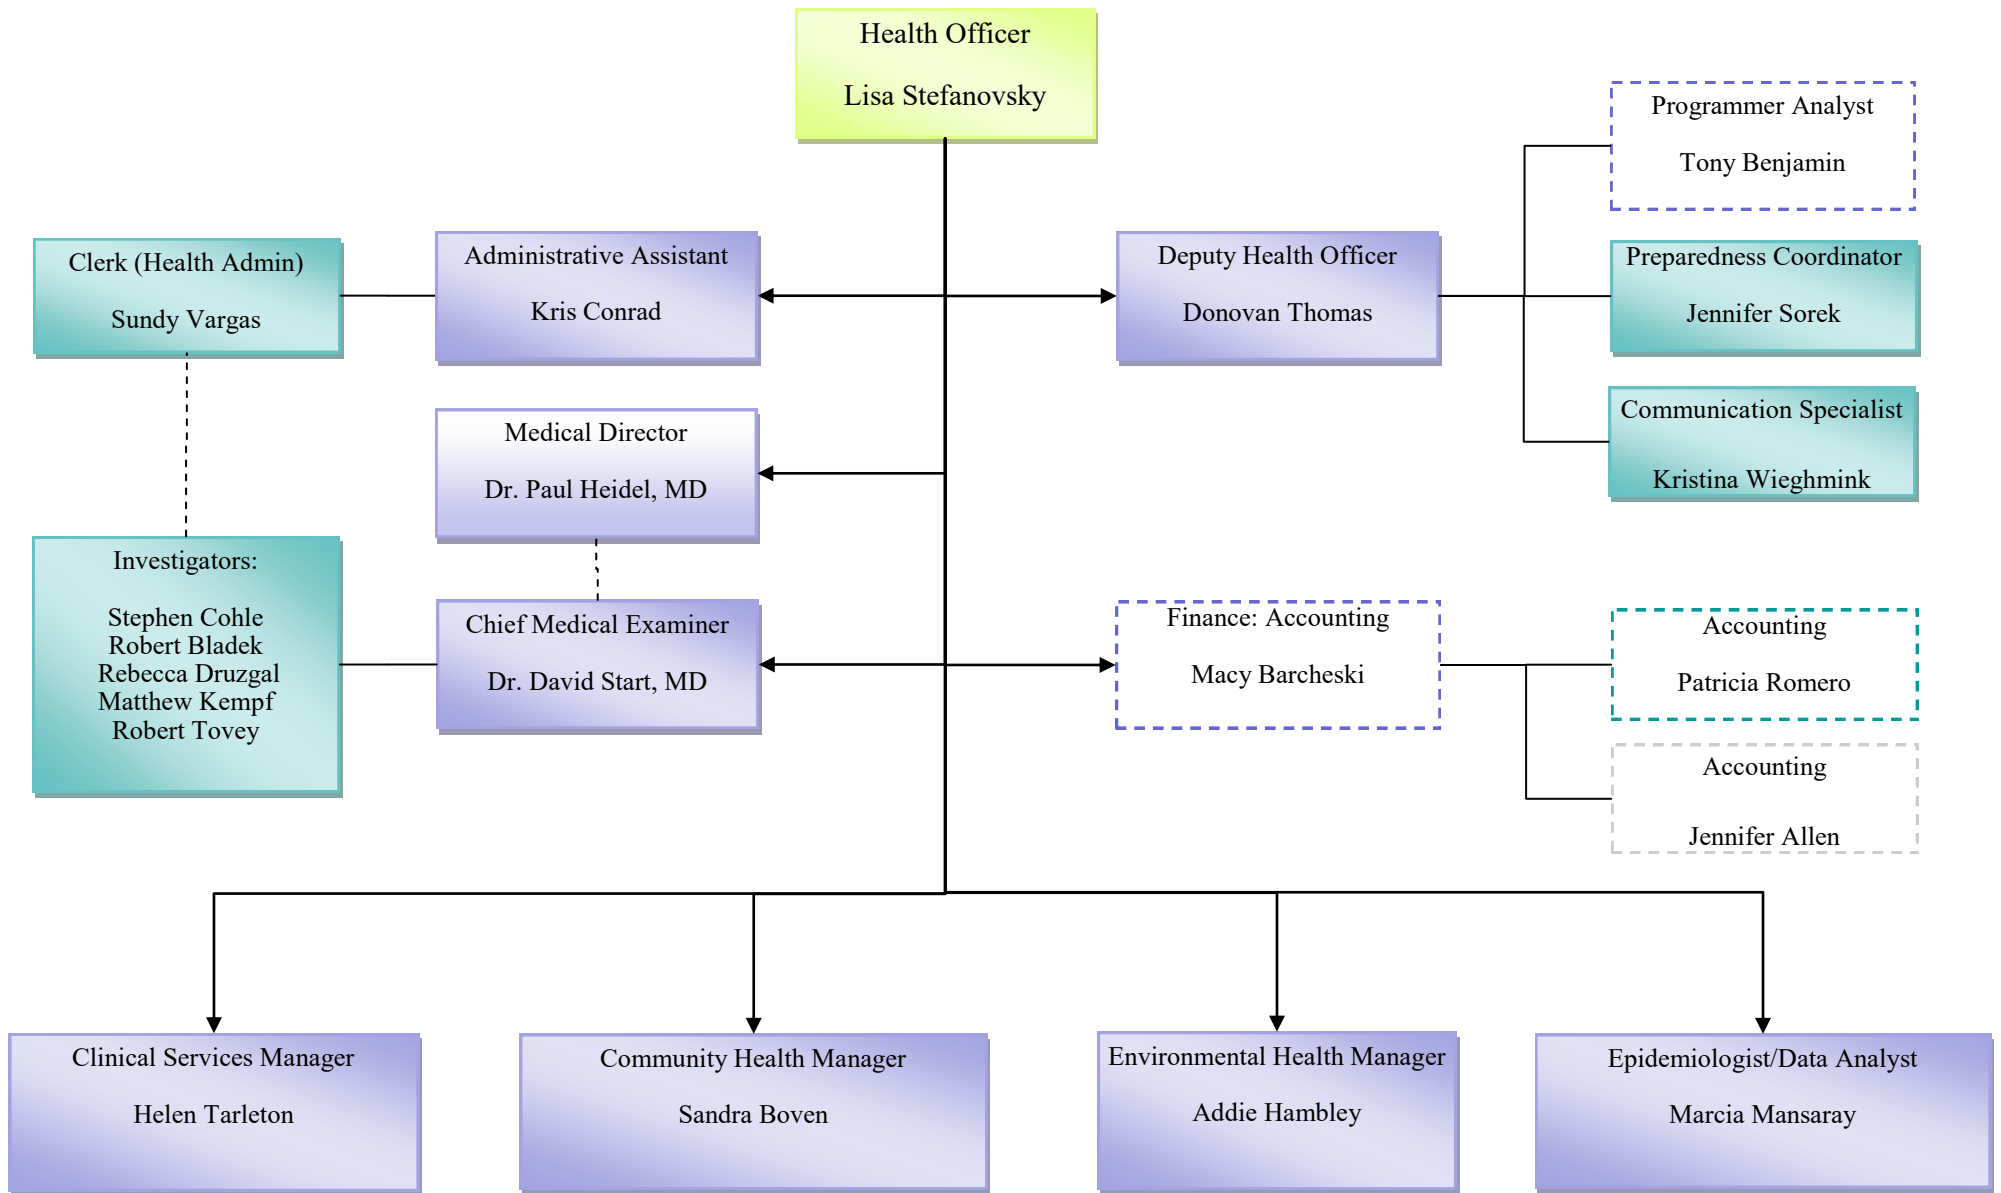 Health Officer
Lisa Stefanovsky
Programmer Analyst
Tony Benjamin
Clerk (Health Admin)
Sundy Vargas
Administrative Assistant
Kris Conrad
Deputy Health Officer
Donovan Thomas
Preparedness Coordinator
Jennifer Sorek
Communication Specialist
Kristina Wieghmink
Medical Director
Dr. Paul Heidel, MD
Investigators:
Stephen Cohle
Robert Bladek
Rebecca Druzgal
Matthew Kempf
Robert Tovey
Chief Medical Examiner
Dr. David Start, MD
Finance: Accounting
Macy Barcheski
Accounting
Patricia Romero
Accounting
Jennifer Allen
Clinical Services Manager
Helen Tarleton
Community Health Manager
Sandra Boven
Environmental Health Manager
Addie Hambley
Epidemiologist/Data Analyst
Marcia Mansaray